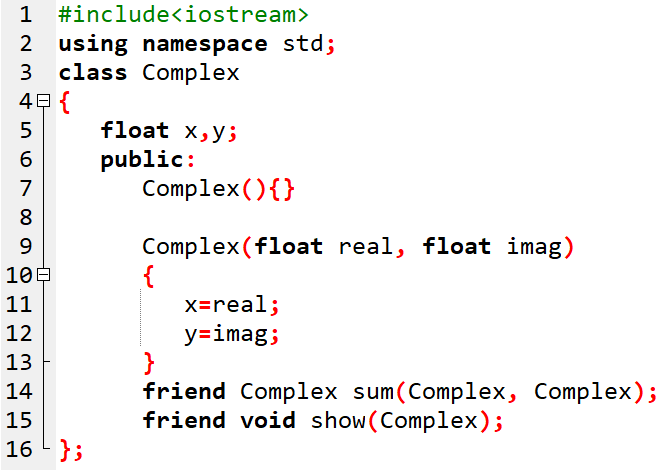 1 #include<iostream>
2 using namespace std;
3 class Complex
4 {
5 float x,y;
6 public:
7 Complex(){}
8
9 Complex(float real, float imag)
10 {
11 x=real;
12 y=imag;
13 }
14 friend Complex sum(Complex, Complex);
15 friend void show(Complex);
16 };